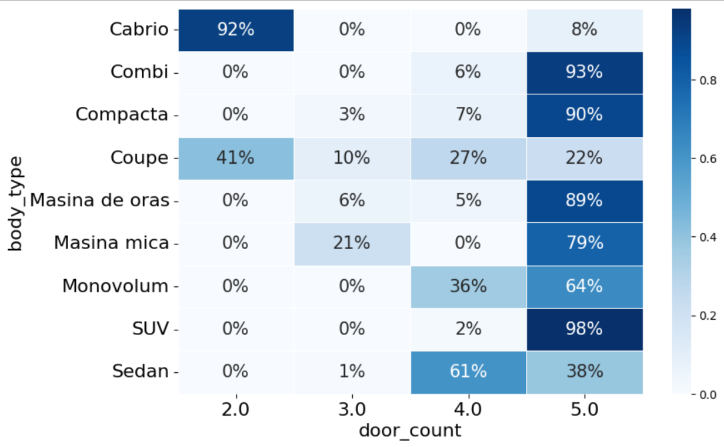 Cabrio 92% 0% 0% 8%
Combi 0% 0% 6% 93%
Compacta 0% 3% 7% 90%
Coupe 41% 10% 27% 22%
Masina de oras 0% 6% 5% 89%
Masina mica 0% 21% 0% 79%
Monovolum 0% 0% 36% 64%
SUV 0% 0% 2% 98%
Sedan 0% 1% 61% 38%
2.0 3.0 4.0 5.0
door_count
body_type
0.8
0.6
0.4
0.2
0.0